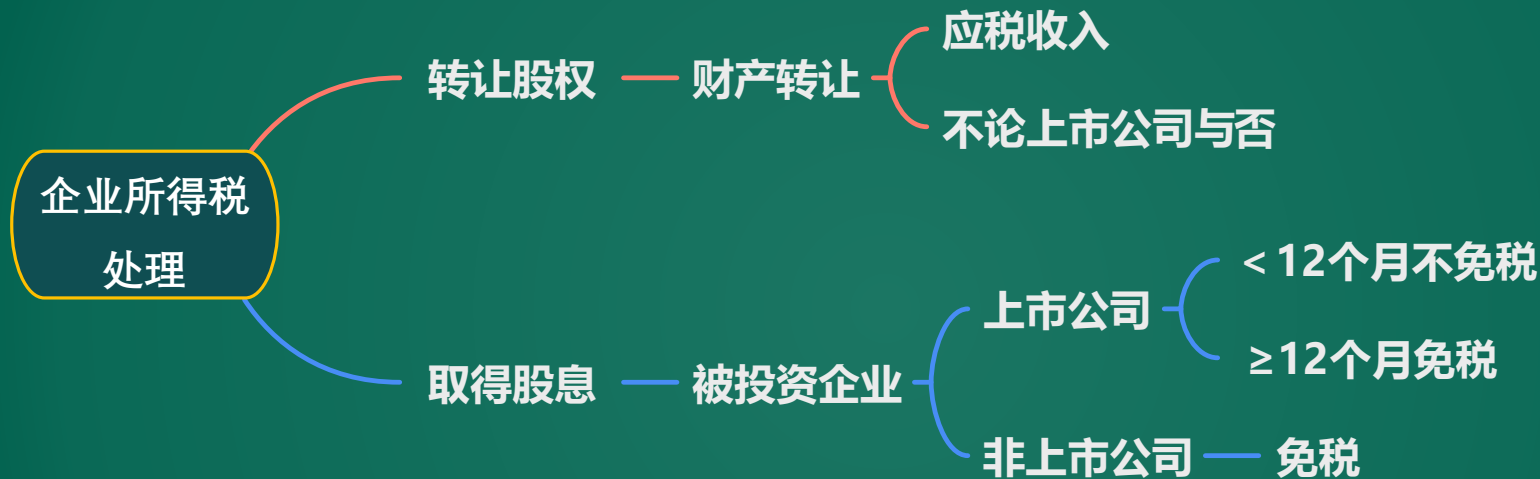 企业所得税
处理
转让股权
财产转让
应税收入
不论上市公司与否
取得股息
被投资企业
上市公司
＜12个月不免税
≥12个月免税
非上市公司
免税